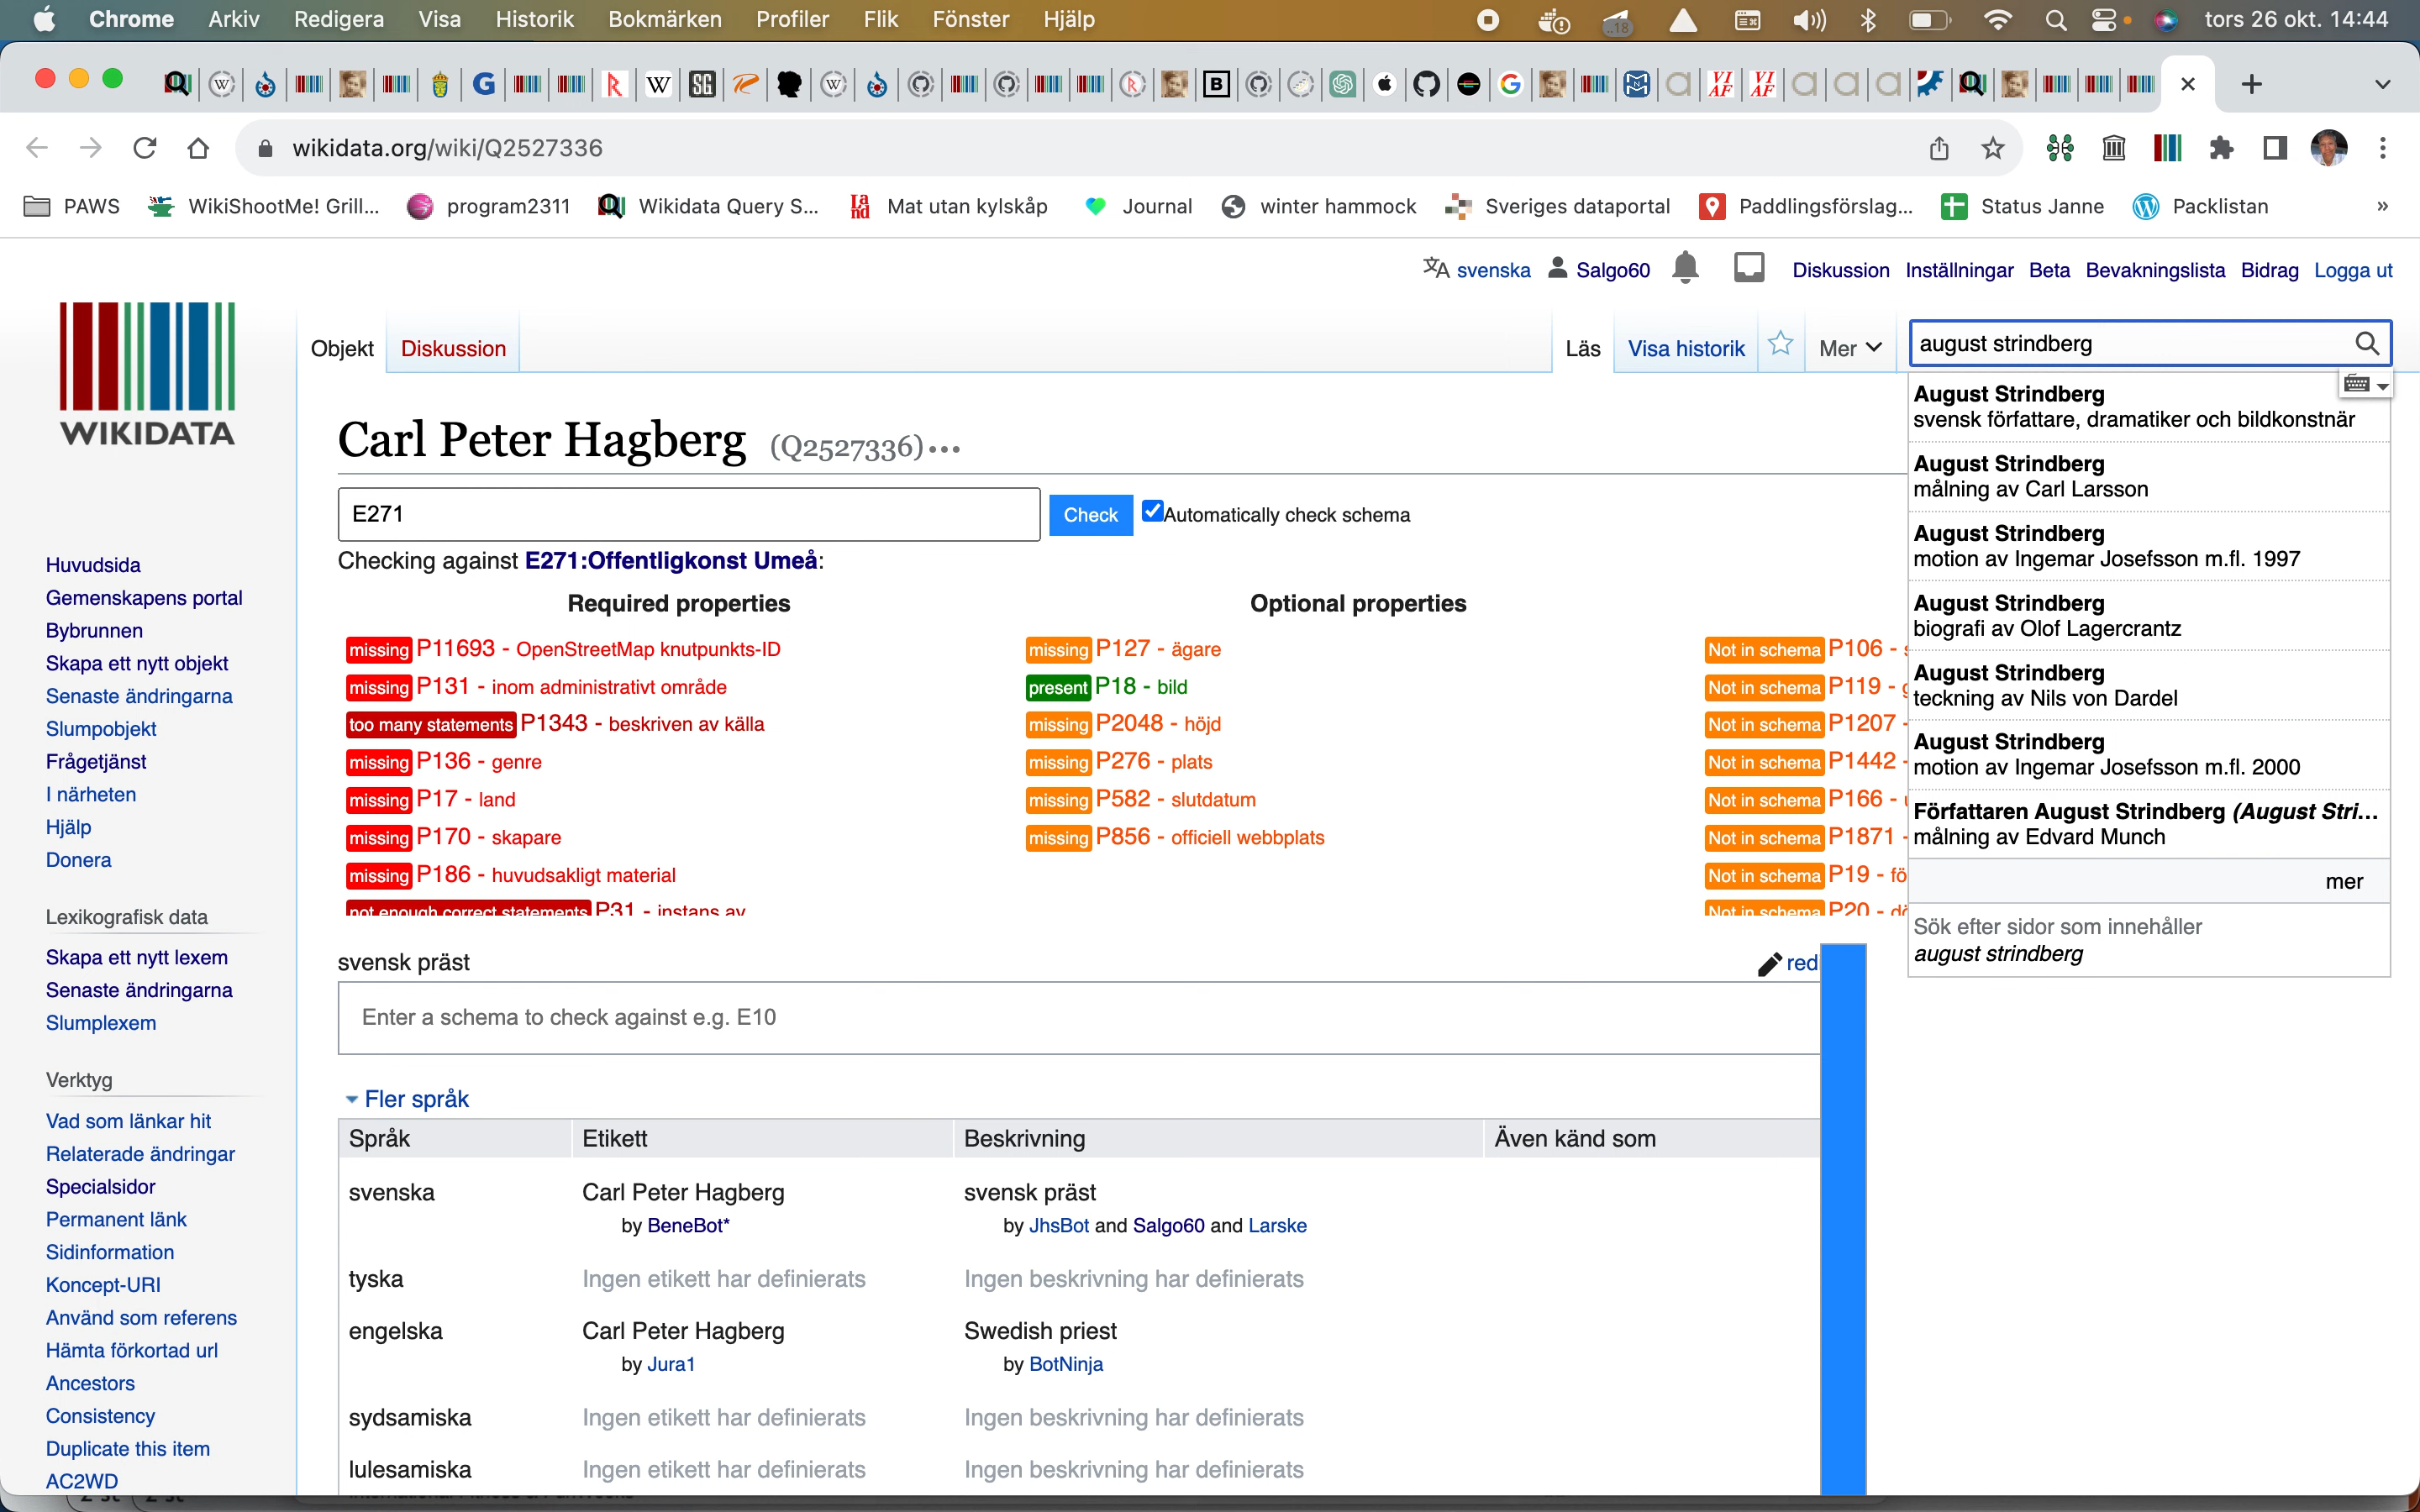 Chrome Arkiv Redigera Visa Historik Bokmärken Profiler Flik Fönster Hjälp tors 26 okt. 14:44
wikidata.org/wiki/Q2527336
PAWS WikiShootMe! Grill... program2311 Wikidata Query S... Mat utan kylskåp Journal winter hammock Sveriges dataportal Paddlingsförslag... Status Janne Packlistan »
svenska Salgo60 Diskussion Inställningar Beta Bevakningslista Bidrag Logga ut
WIKIDATA
Objekt Diskussion Läs Visa historik Mer
august strindberg
August Strindberg
svensk författare, dramatiker och bildkonstnär
August Strindberg
målning av Carl Larsson
August Strindberg
motion av Ingemar Josefsson m.fl. 1997
August Strindberg
biografi av Olof Lagercrantz
August Strindberg
teckning av Nils von Dardel
August Strindberg
motion av Ingemar Josefsson m.fl. 2000
Författaren August Strindberg (August Stri...
målning av Edvard Munch
mer
Sök efter sidor som innehåller
august strindberg
Huvudsida
Gemenskapens portal
Bybrunnen
Skapa ett nytt objekt
Senaste ändringarna
Slumpobjekt
Frågetjänst
I närheten
Hjälp
Donera
Lexikografisk data
Skapa ett nytt lexem
Senaste ändringarna
Slumplexem
Verktyg
Vad som länkar hit
Relaterade ändringar
Specialsidor
Permanent länk
Sidinformation
Koncept-URI
Använd som referens
Hämta förkortad url
Ancestors
Consistency
Duplicate this item
AC2WD
Carl Peter Hagberg (Q2527336)•••
E271 Check Automatically check schema
Checking against E271:Offentligkonst Umeå:
Required properties
missing P11693 - OpenStreetMap knutpunkts-ID
missing P131 - inom administrativt område
too many statements P1343 - beskriven av källa
missing P136 - genre
missing P17 - land
missing P170 - skapare
missing P186 - huvudsakligt material
not enough correct statements P31 - instans av
Optional properties
missing P127 - ägare
present P18 - bild
missing P2048 - höjd
missing P276 - plats
missing P582 - slutdatum
missing P856 - officiell webbplats
Not in schema P106 -
Not in schema P119 -
Not in schema P1207 -
Not in schema P1442 -
Not in schema P166 -
Not in schema P1871 -
Not in schema P19 - fö
Not in schema P20 - dö
svensk präst red
Enter a schema to check against e.g. E10
Fler språk
Språk Etikett Beskrivning Även känd som
svenska Carl Peter Hagberg svensk präst
by BeneBot* by JhsBot and Salgo60 and Larske
tyska Ingen etikett har definierats Ingen beskrivning har definierats
engelska Carl Peter Hagberg Swedish priest
by Jura1 by BotNinja
sydsamiska Ingen etikett har definierats Ingen beskrivning har definierats
lulesamiska Ingen etikett har definierats Ingen beskrivning har definierats